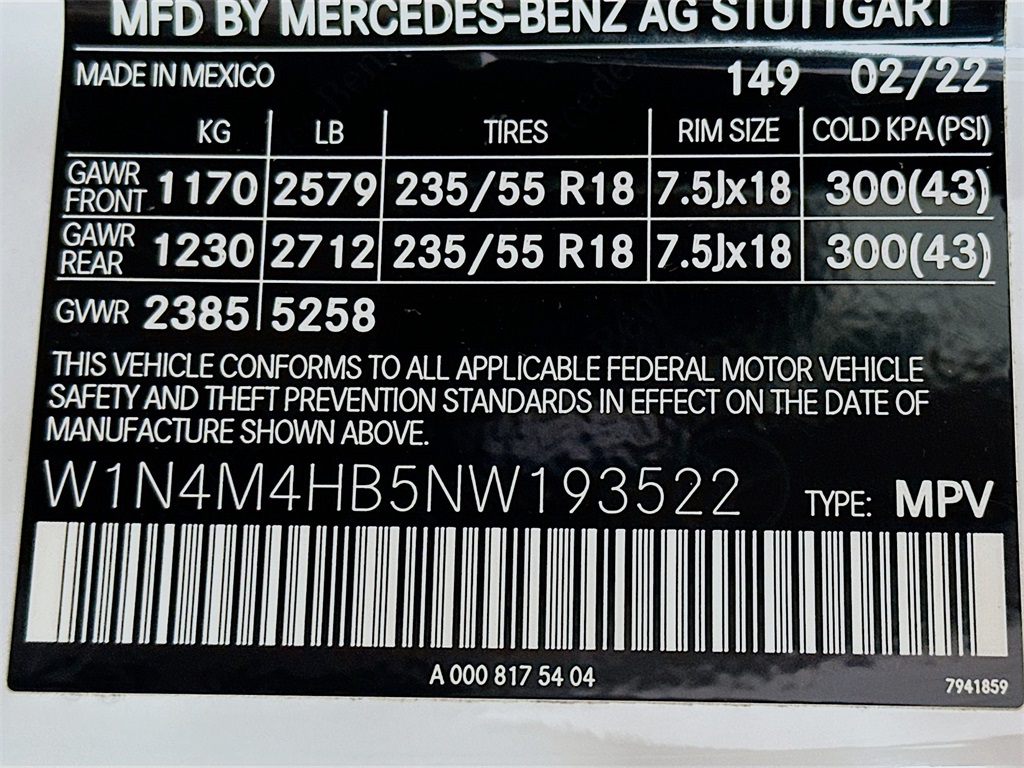 MFD BY MERCEDES-BENZ AG STUTTGART
MADE IN MEXICO 149 02/22
KG LB TIRES RIM SIZE COLD KPA (PSI)
GAWR FRONT 1170 2579 235/55 R18 7.5Jx18 300(43)
GAWR REAR 1230 2712 235/55 R18 7.5Jx18 300(43)
GVWR 2385 5258
THIS VEHICLE CONFORMS TO ALL APPLICABLE FEDERAL MOTOR VEHICLE
SAFETY AND THEFT PREVENTION STANDARDS IN EFFECT ON THE DATE OF
MANUFACTURE SHOWN ABOVE.
W1N4M4HB5NW193522 TYPE: MPV
A 000 817 54 04
7941859